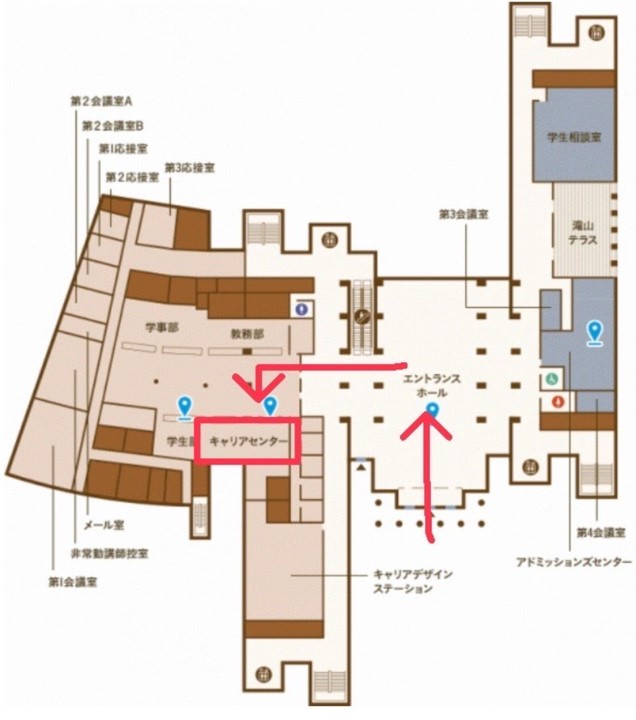 第2会議室A
第2会議室B
第1応接室
第2応接室
第3応接室
学生相談室
滝山
テラス
第3会議室
学事部
教務部
エントランス
ホール
学生
キャリアセンター
メール室
非常勤講師控室
第1会議室
キャリアデザイン
ステーション
第4会議室
アドミッションズセンター